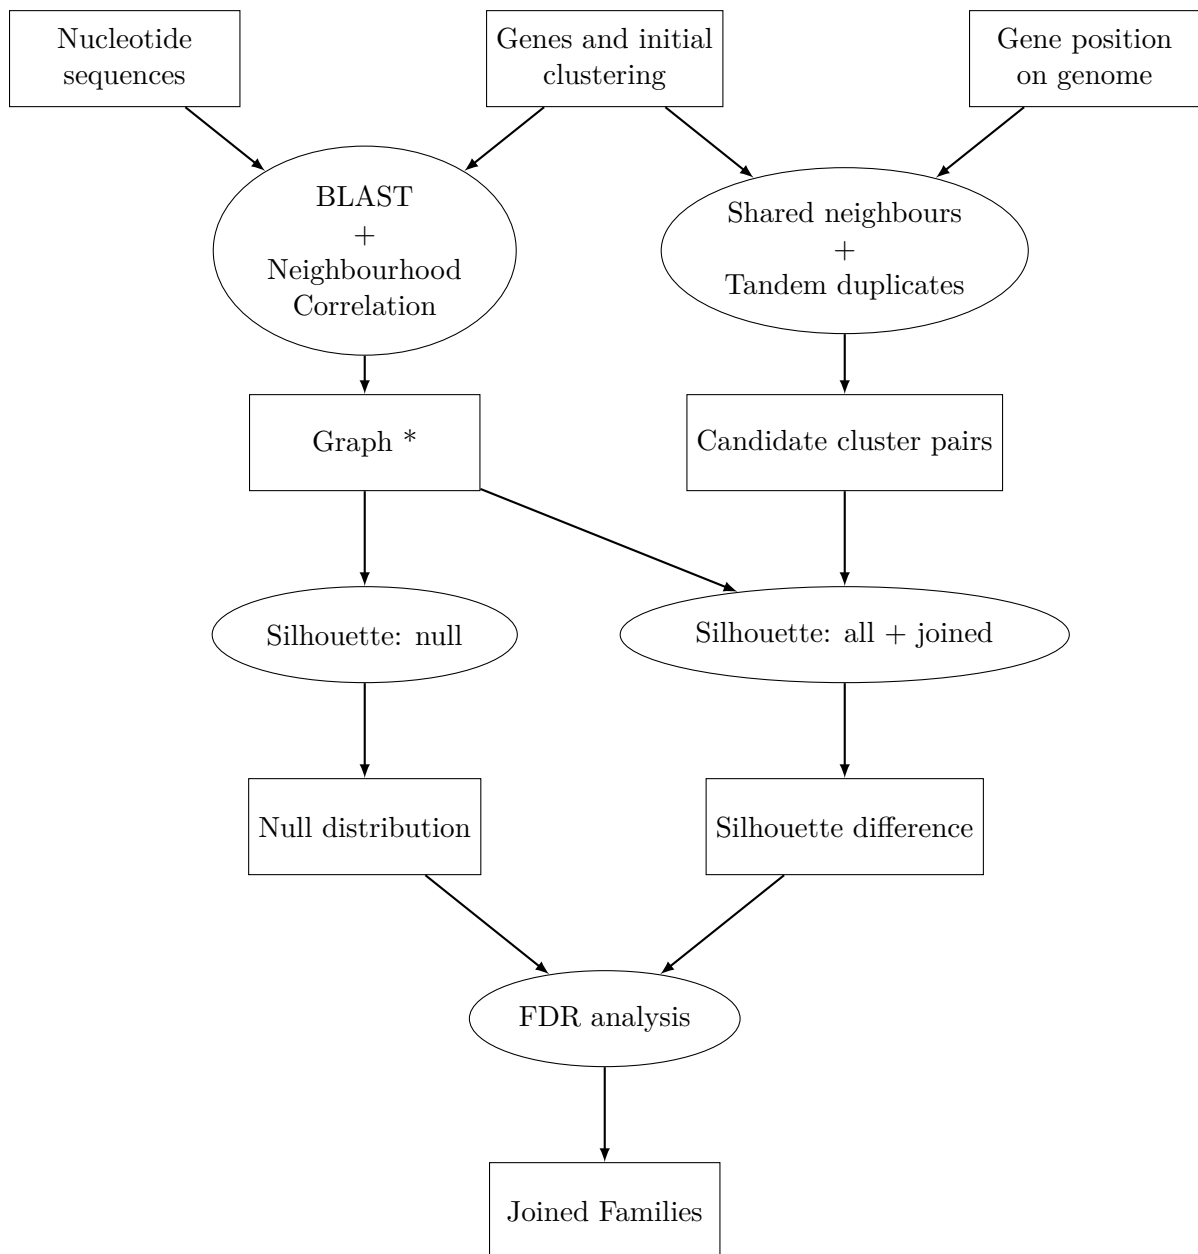 Nucleotide
sequences
Genes and initial
clustering
Gene position
on genome
BLAST
+
Neighbourhood
Correlation
Shared neighbours
+
Tandem duplicates
Graph *
Candidate cluster pairs
Silhouette: null
Silhouette: all + joined
Null distribution
Silhouette difference
FDR analysis
Joined Families